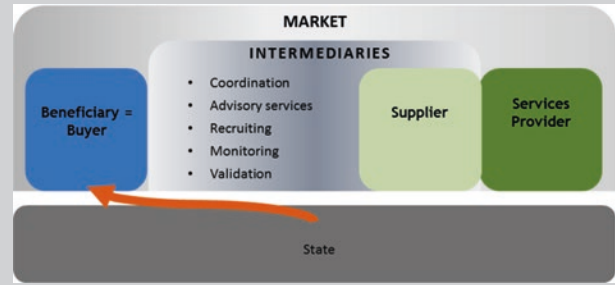 MARKET
INTERMEDIARIES
Beneficiary =
Buyer
• Coordination
• Advisory services
• Recruiting
• Monitoring
• Validation
Supplier
Services
Provider
State